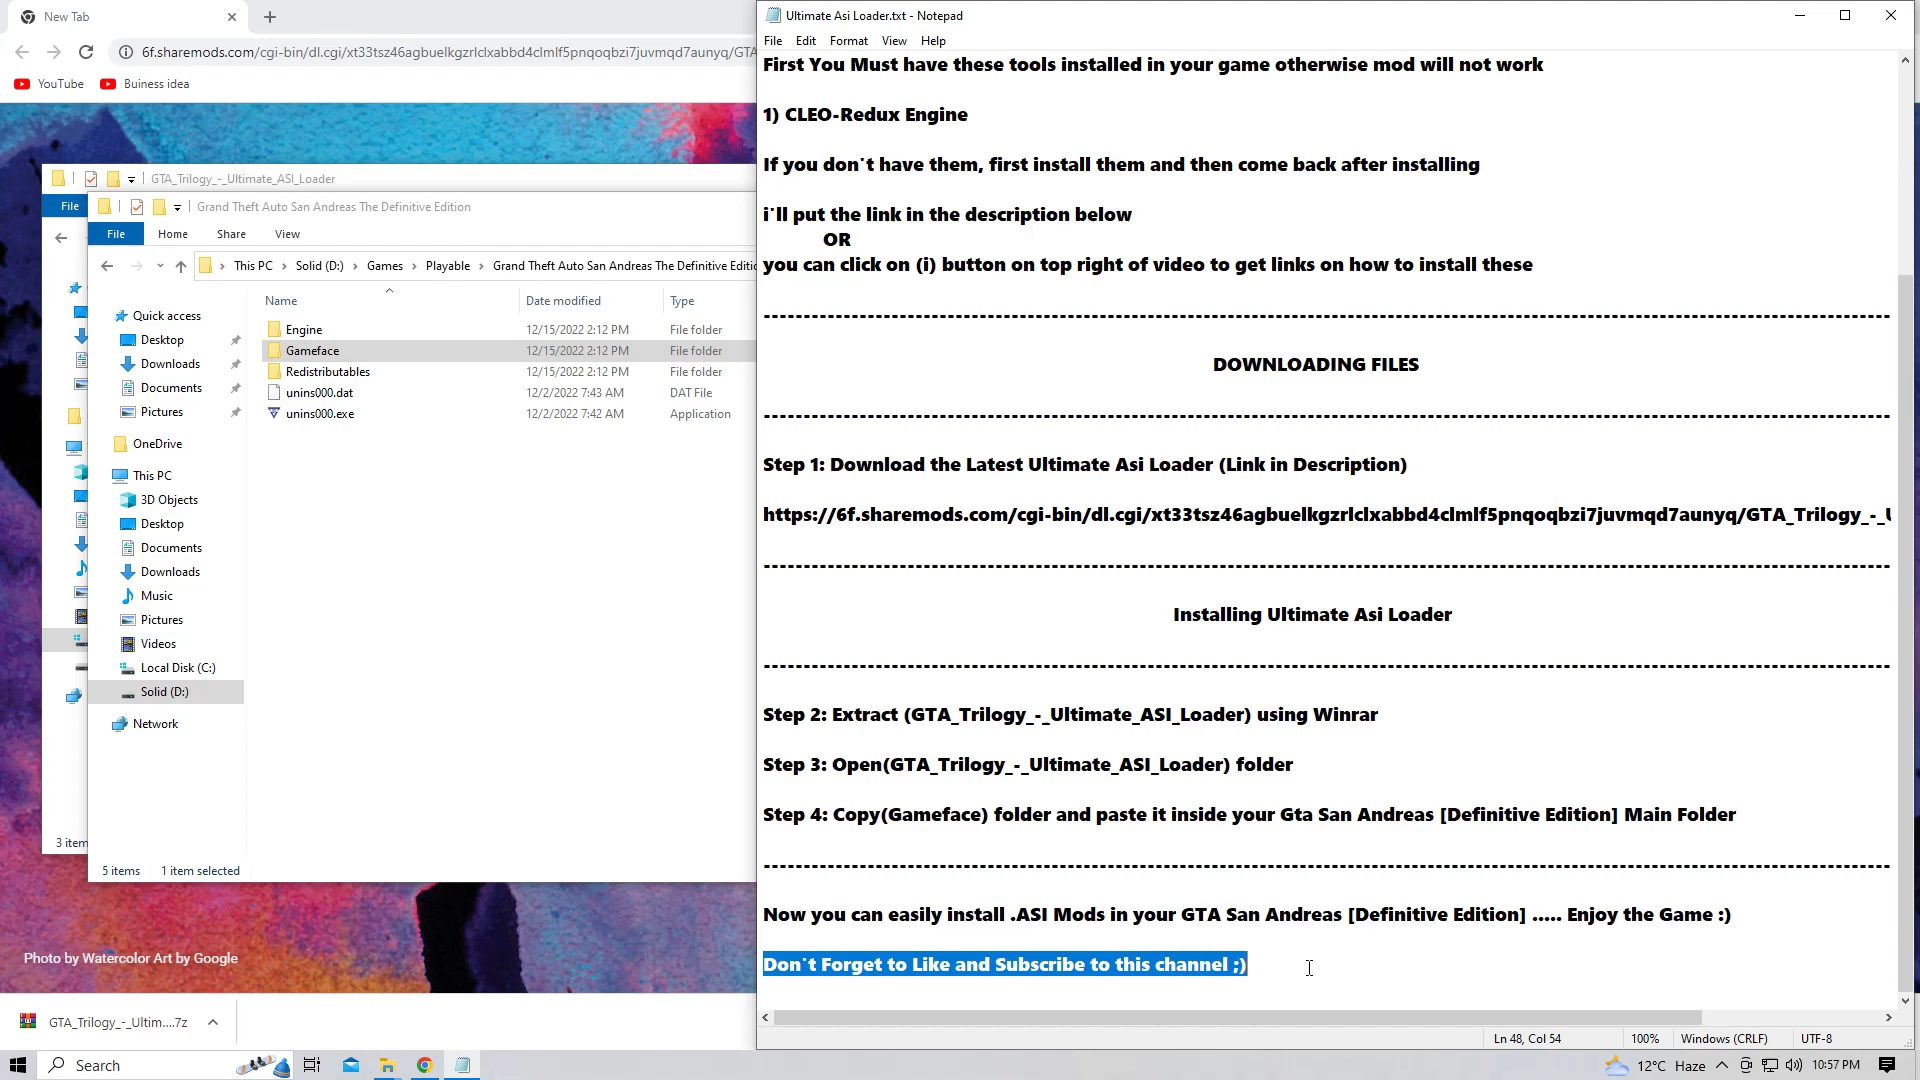 New Tab
6f.sharemods.com/cgi-bin/dl.cgi/xt33tsz46agbuelkgzrlclxabbd4clmlf5pnqoqbzi7juvmqd7aunyq/GTA
YouTube
Buiness idea
GTA_Trilogy_-_Ultimate_ASI_Loader
File
Grand Theft Auto San Andreas The Definitive Edition
File Home Share View
This PC > Solid (D:) > Games > Playable > Grand Theft Auto San Andreas The Definitive Editio
Name Date modified Type
Quick access
Desktop
Downloads
Documents
Pictures
OneDrive
This PC
3D Objects
Desktop
Documents
Downloads
Music
Pictures
Videos
Local Disk (C:)
Solid (D:)
Network
Engine 12/15/2022 2:12 PM File folder
Gameface 12/15/2022 2:12 PM File folder
Redistributables 12/15/2022 2:12 PM File folder
unins000.dat 12/2/2022 7:43 AM DAT File
unins000.exe 12/2/2022 7:42 AM Application
3 item
5 items 1 item selected
Photo by Watercolor Art by Google
GTA_Trilogy_-_Ultim....7z
Ultimate Asi Loader.txt - Notepad
File Edit Format View Help
First You Must have these tools installed in your game otherwise mod will not work
1) CLEO-Redux Engine
If you don't have them, first install them and then come back after installing
i'll put the link in the description below
OR
you can click on (i) button on top right of video to get links on how to install these
DOWNLOADING FILES
Step 1: Download the Latest Ultimate Asi Loader (Link in Description)
https://6f.sharemods.com/cgi-bin/dl.cgi/xt33tsz46agbuelkgzrlclxabbd4clmlf5pnqoqbzi7juvmqd7aunyq/GTA_Trilogy_-_U
Installing Ultimate Asi Loader
Step 2: Extract (GTA_Trilogy_-_Ultimate_ASI_Loader) using Winrar
Step 3: Open(GTA_Trilogy_-_Ultimate_ASI_Loader) folder
Step 4: Copy(Gameface) folder and paste it inside your Gta San Andreas [Definitive Edition] Main Folder
Now you can easily install .ASI Mods in your GTA San Andreas [Definitive Edition] ..... Enjoy the Game :)
Don't Forget to Like and Subscribe to this channel ;)
Ln 48, Col 54 100% Windows (CRLF) UTF-8
Search
12°C Haze 10:57 PM